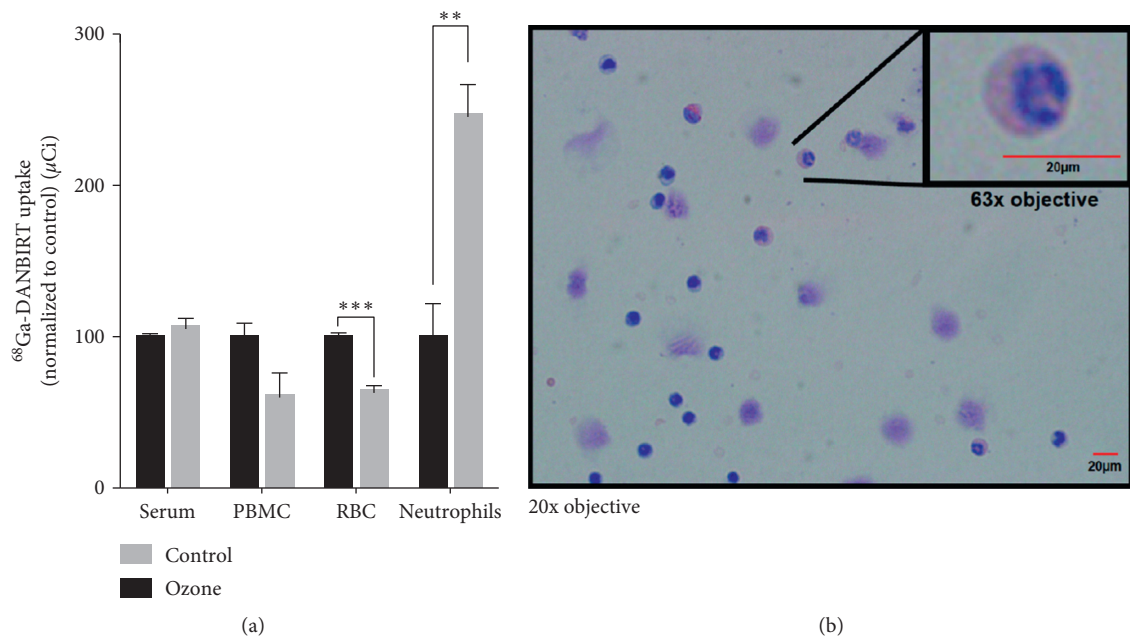 300
200
100
0
⁶⁸Ga-DANBIRT uptake
(normalized to control) (μCi)
**
***
Serum
PBMC
RBC
Neutrophils
Control
Ozone
(a)
20μm
63x objective
20μm
20x objective
(b)